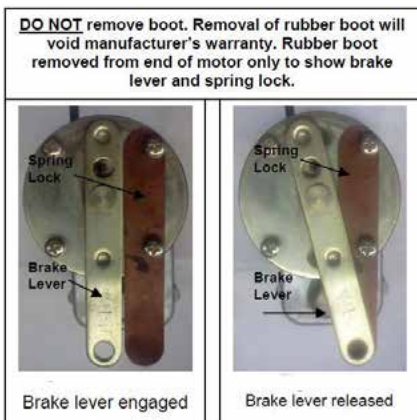 DO NOT remove boot. Removal of rubber boot will
void manufacturer's warranty. Rubber boot
removed from end of motor only to show brake
lever and spring lock.
Spring
Lock
Brake
Lever
Brake lever engaged
Spring
Lock
Brake
Lever
Brake lever released